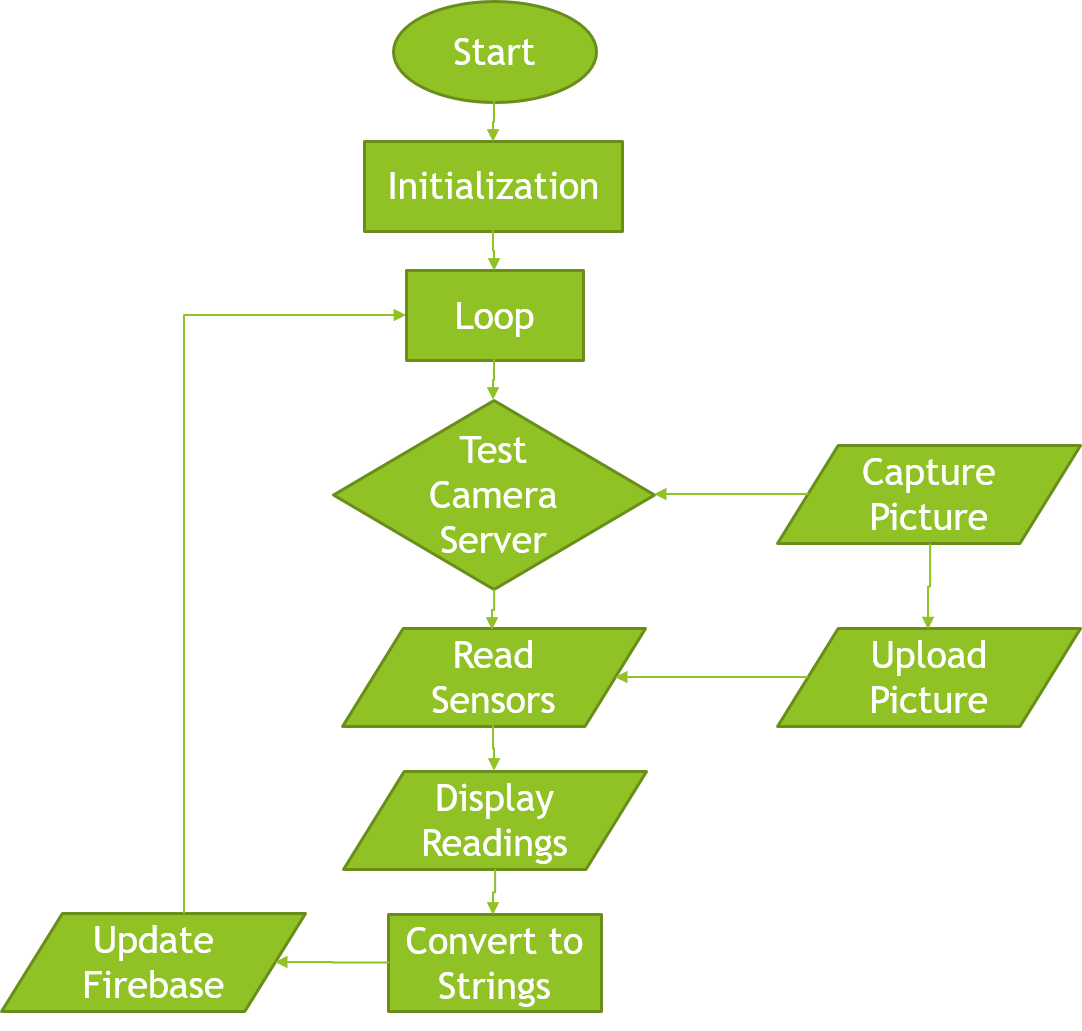 Start
Initialization
Loop
Test
Camera
Server
Capture
Picture
Read
Sensors
Upload
Picture
Display
Readings
Convert to
Strings
Update
Firebase